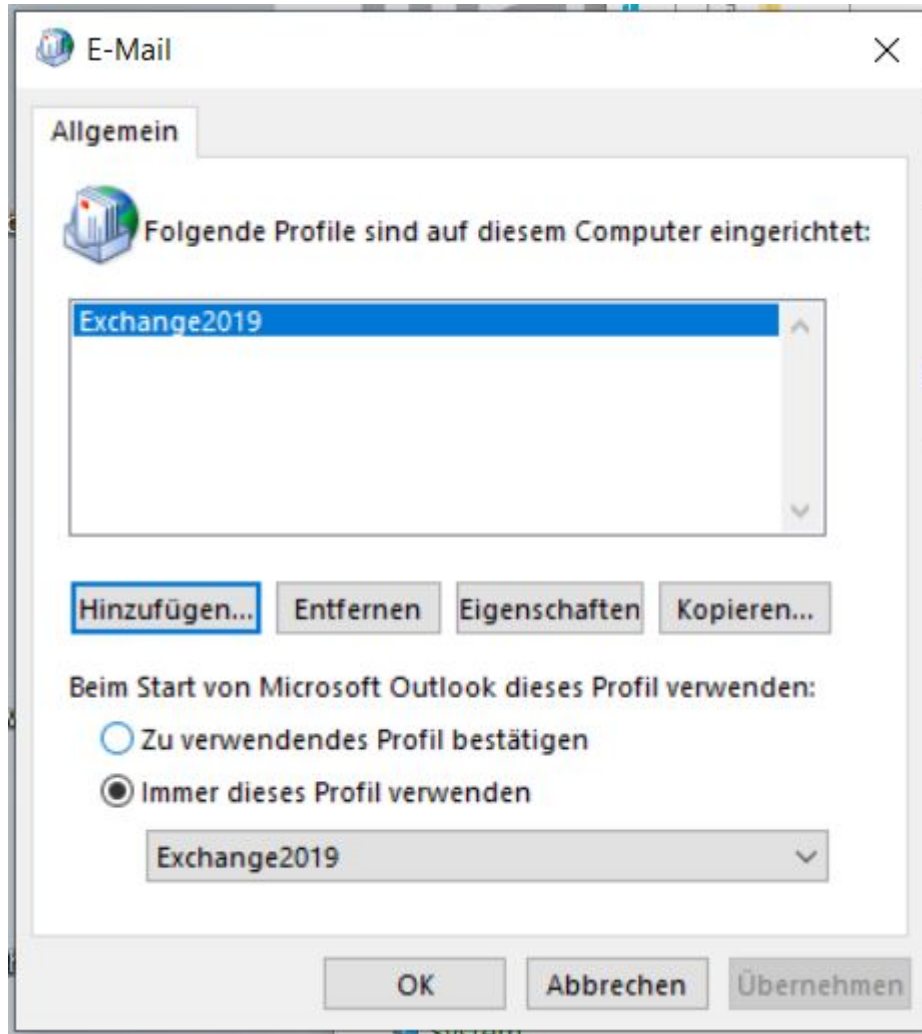 E-Mail
Allgemein
Folgende Profile sind auf diesem Computer eingerichtet:
Exchange2019
Hinzufügen... Entfernen Eigenschaften Kopieren...
Beim Start von Microsoft Outlook dieses Profil verwenden:
Zu verwendendes Profil bestätigen
Immer dieses Profil verwenden
Exchange2019
OK Abbrechen Übernehmen